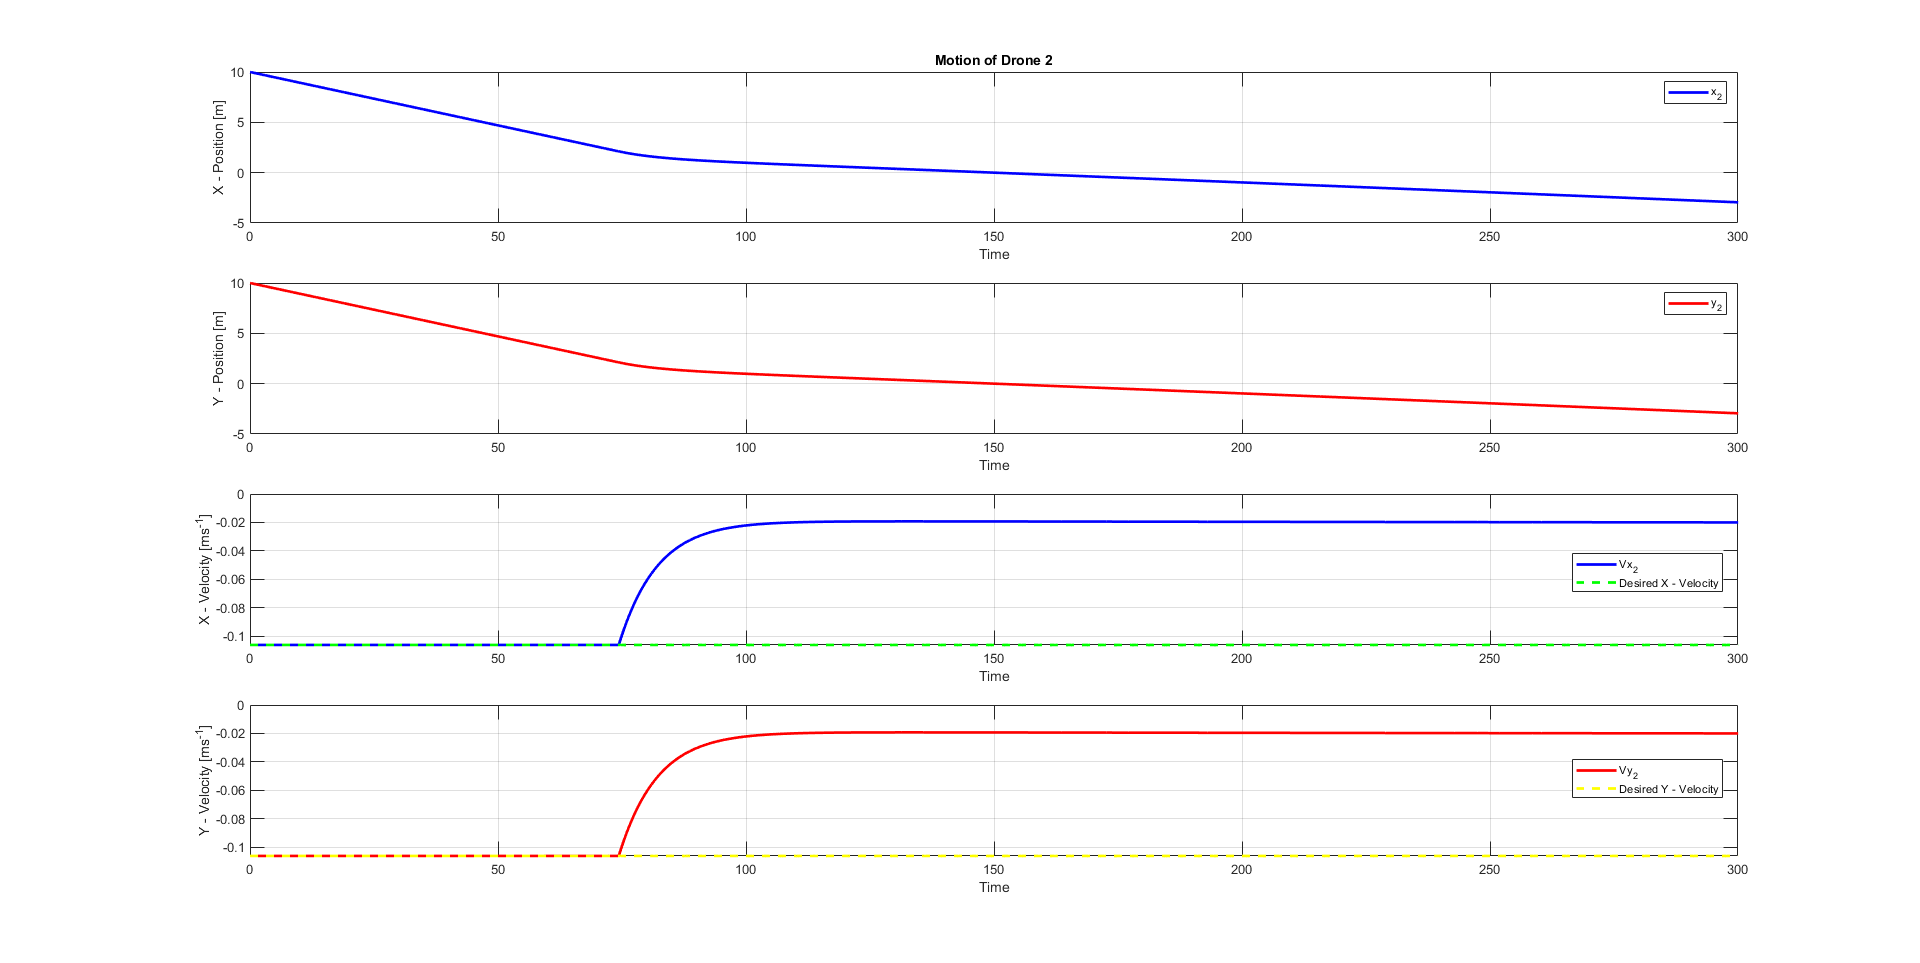 Motion of Drone 2
X - Position [m]
10
5
0
-5
x2
0 50 100 150 200 250 300
Time
Y - Position [m]
10
5
0
-5
y2
0 50 100 150 200 250 300
Time
X - Velocity [ms-1]
0
-0.02
-0.04
-0.06
-0.08
-0.1
Vx2
Desired X - Velocity
0 50 100 150 200 250 300
Time
Y - Velocity [ms-1]
0
-0.02
-0.04
-0.06
-0.08
-0.1
Vy2
Desired Y - Velocity
0 50 100 150 200 250 300
Time